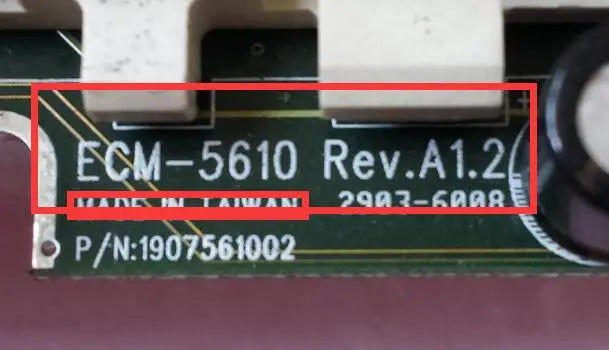 ECM-5610 Rev.A1.2
MADE IN TAIWAN 2903-6008
P/N:1907561002